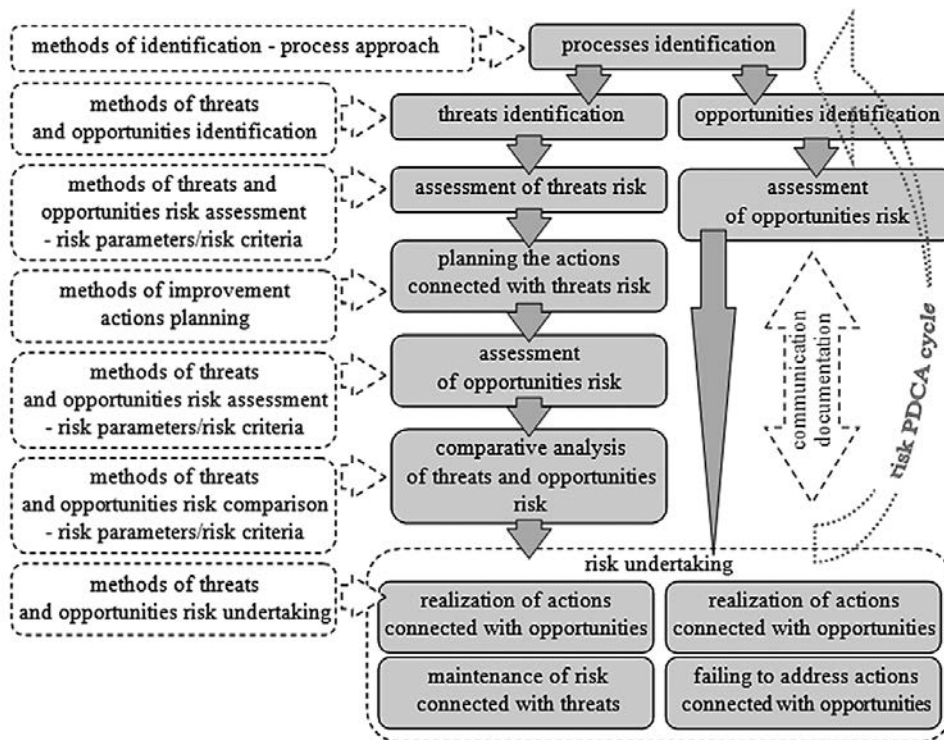 methods of identification - process approach
processes identification
methods of threats
and opportunities identification
threats identification
opportunities identification
methods of threats and
opportunities risk assessment
- risk parameters/risk criteria
assessment of threats risk
assessment
of opportunities risk
methods of improvement
actions planning
planning the actions
connected with threats risk
methods of threats
and opportunities risk assessment
- risk parameters/risk criteria
assessment
of opportunities risk
communication
documentation
risk PDCA cycle
methods of threats
and opportunities risk comparison
- risk parameters/risk criteria
comparative analysis
of threats and opportunities
risk
methods of threats
and opportunities risk undertaking
risk undertaking
realization of actions
connected with opportunities
realization of actions
connected with opportunities
maintenance of risk
connected with threats
failing to address actions
connected with opportunities